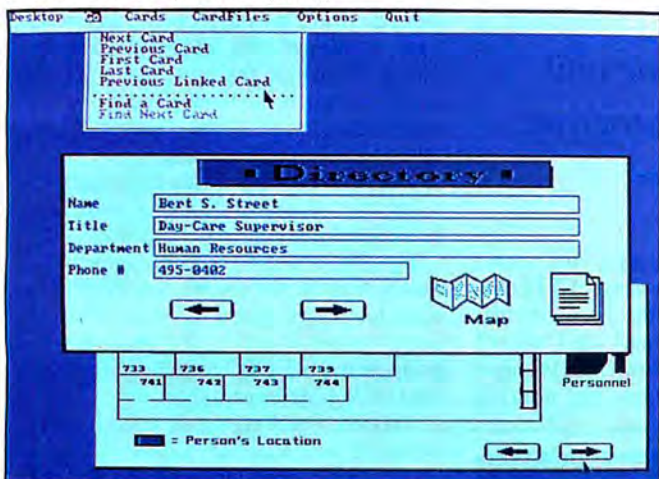 Desktop Go Cards CardFiles Options Quit
Next Card
Previous Card
First Card
Last Card
Previous Linked Card
Find a Card
Find Next Card
Directory
Name Bert S. Street
Title Day-Care Supervisor
Department Human Resources
Phone # 495-0402
Map
733 736 737 739
741 742 743 744
Personnel
= Person's Location